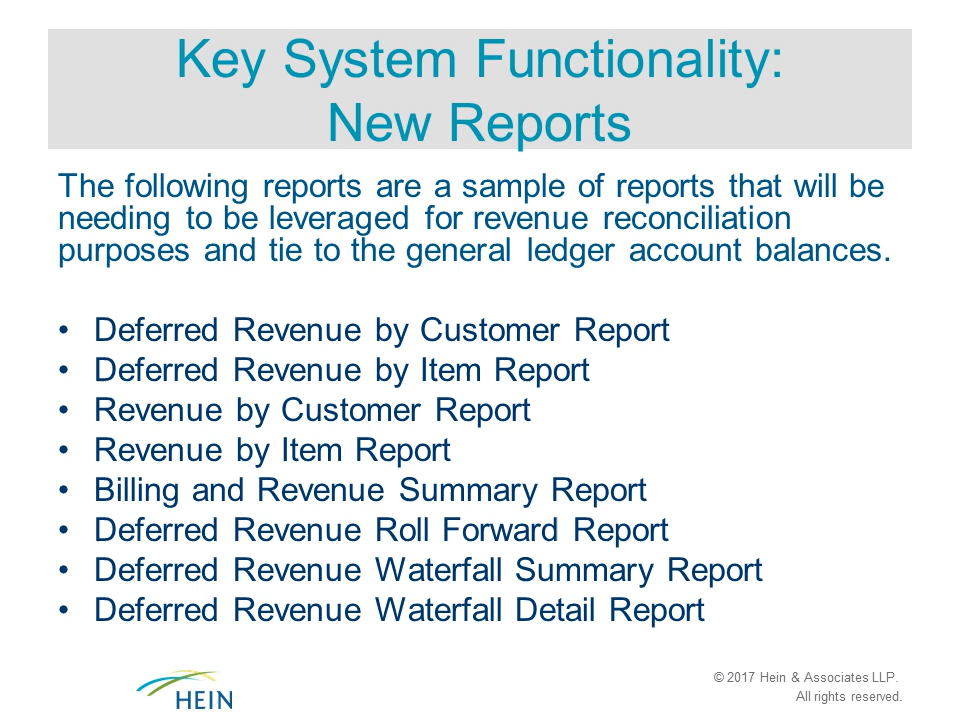 Key System Functionality:
New Reports
The following reports are a sample of reports that will be
needing to be leveraged for revenue reconciliation
purposes and tie to the general ledger account balances.
• Deferred Revenue by Customer Report
• Deferred Revenue by Item Report
• Revenue by Customer Report
• Revenue by Item Report
• Billing and Revenue Summary Report
• Deferred Revenue Roll Forward Report
• Deferred Revenue Waterfall Summary Report
• Deferred Revenue Waterfall Detail Report
HEIN
© 2017 Hein & Associates LLP.
All rights reserved.